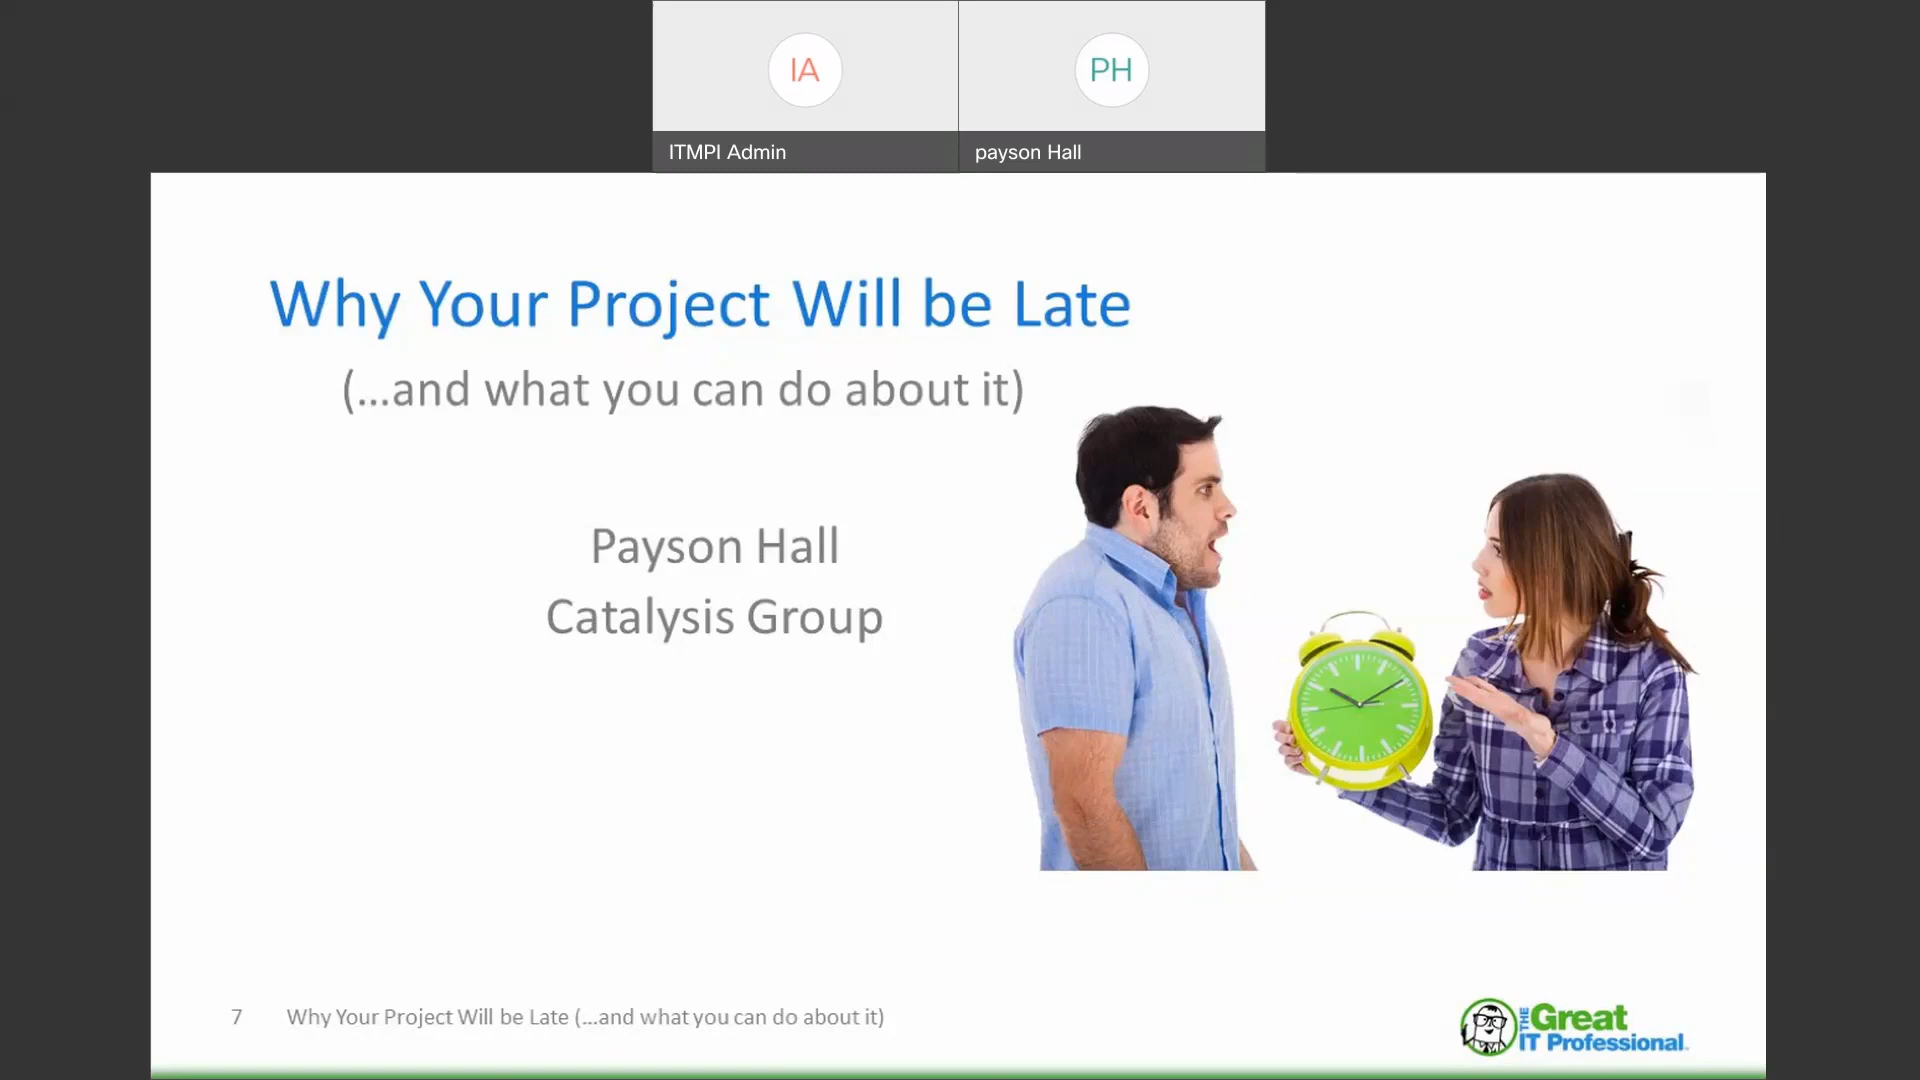 IA
PH
ITMPI Admin
payson Hall
Why Your Project Will be Late
(...and what you can do about it)
Payson Hall
Catalysis Group
7 Why Your Project Will be Late (...and what you can do about it)
THE Great
IT Professional